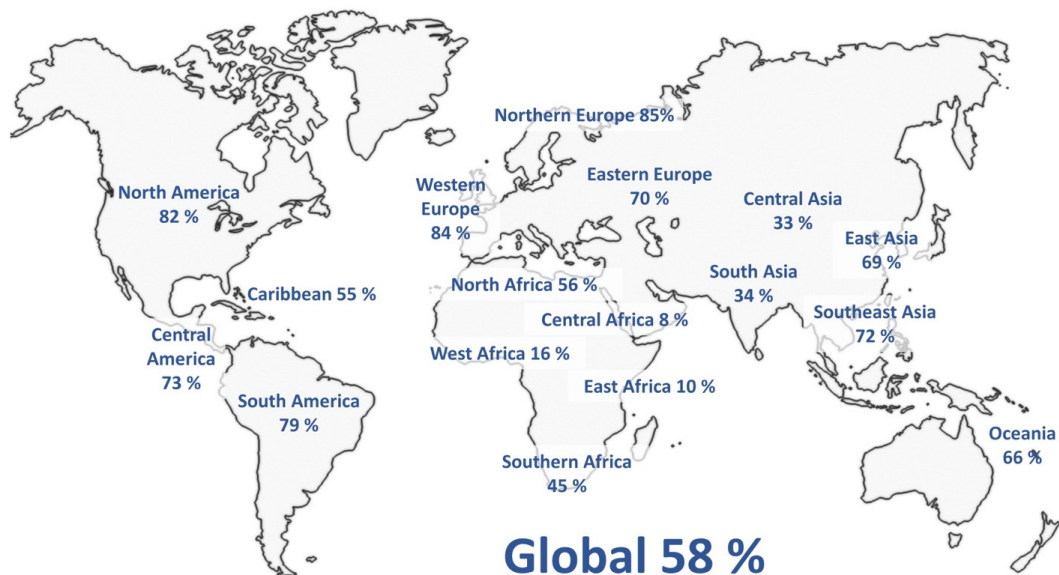 Northern Europe 85%
North America
82 %
Western
Europe
84 %
Eastern Europe
70 %
Central Asia
33 %
East Asia
69 %
Caribbean 55 %
North Africa 56 %
South Asia
34 %
Central Africa 8 %
Southeast Asia
72 %
Central
America
73 %
West Africa 16 %
East Africa 10 %
South America
79 %
Oceania
66 %
Southern Africa
45 %
Global 58 %